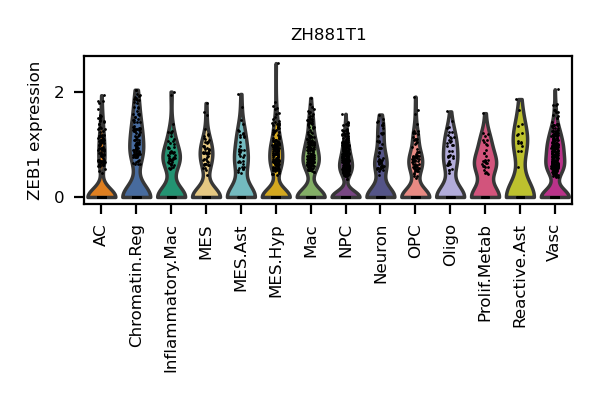 ZH881T1
ZEB1 expression
2
0
AC
Chromatin.Reg
Inflammatory.Mac
MES
MES.Ast
MES.Hyp
Mac
NPC
Neuron
OPC
Oligo
Prolif.Metab
Reactive.Ast
Vasc